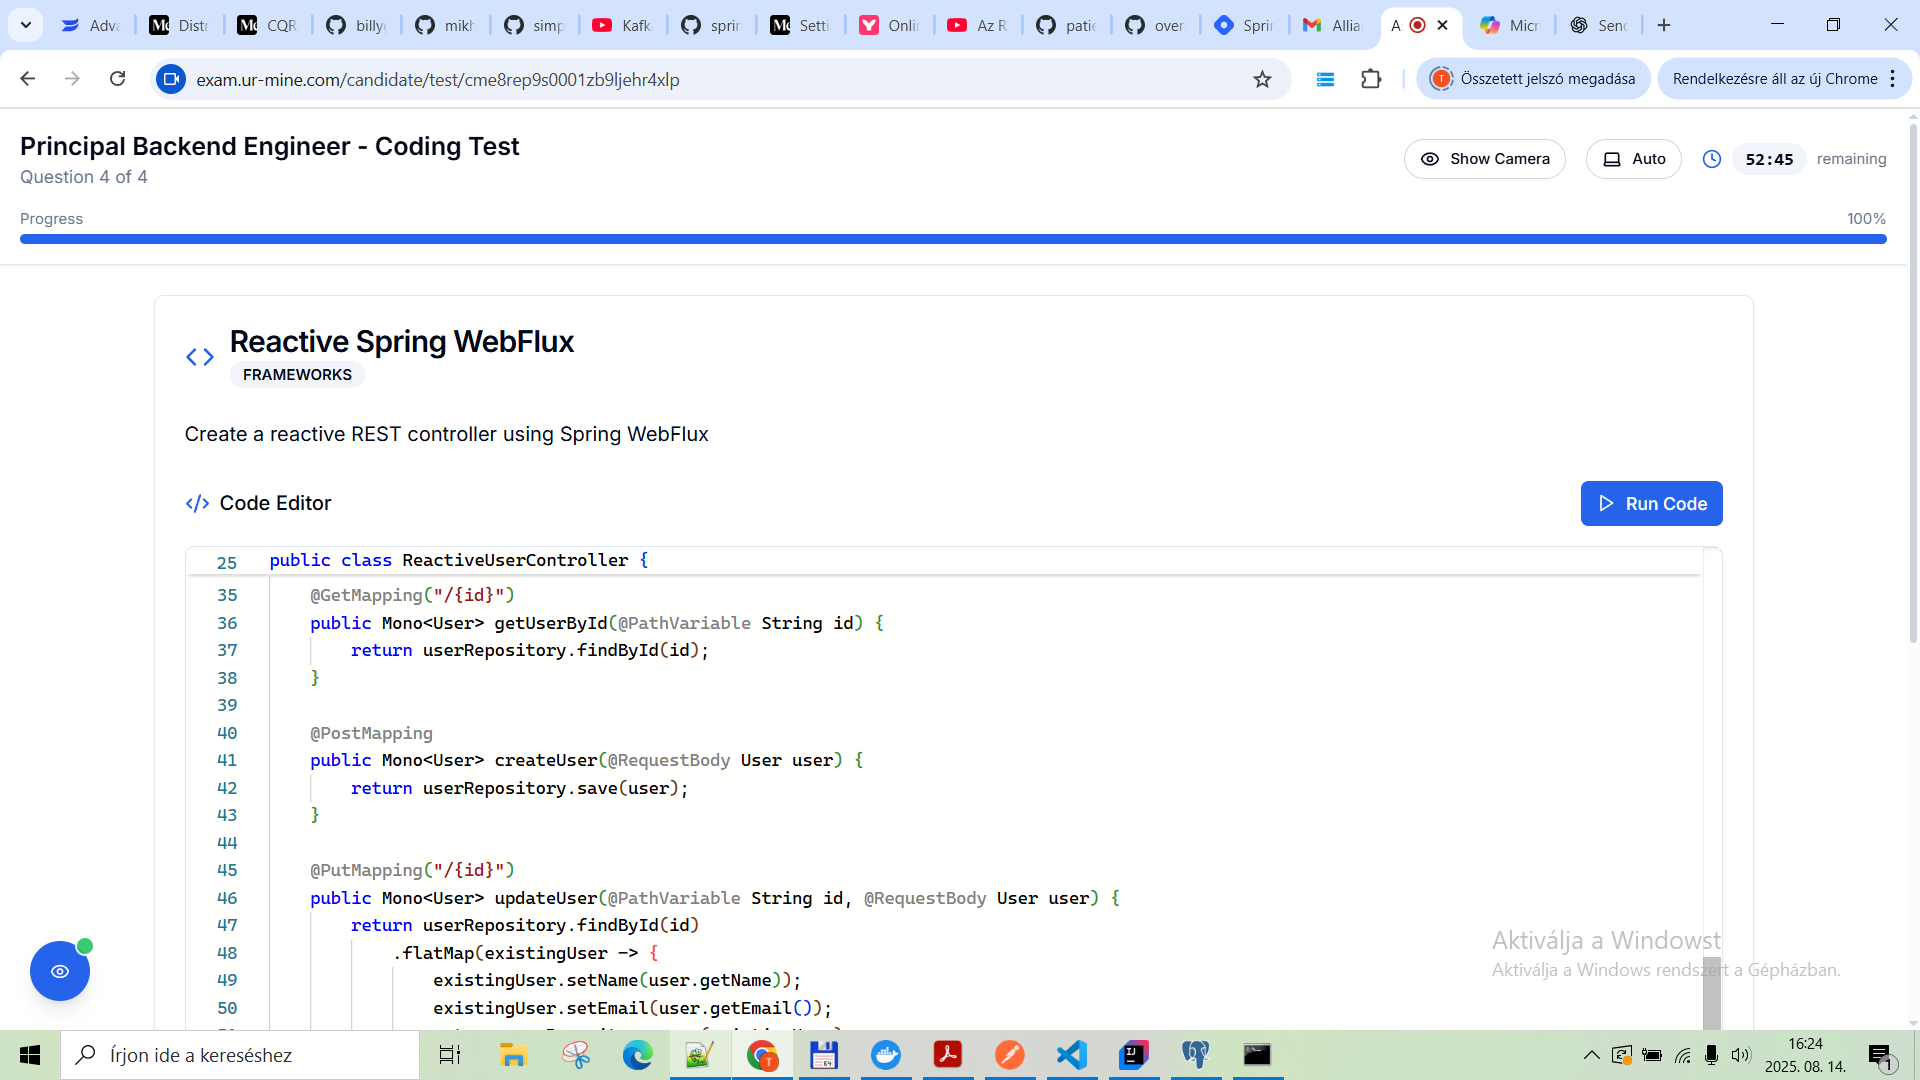 Adva
Distr
CQR
billyg
mikh
simp
Kafk
sprin
Setti
Onlin
Az R
patie
over
Sprin
Allia
A
Micr
Send
exam.ur-mine.com/candidate/test/cme8rep9s0001zb9ljehr4xlp
T
Összetett jelszó megadása
Rendelkezésre áll az új Chrome
Principal Backend Engineer - Coding Test
Question 4 of 4
Show Camera
Auto
52:45
remaining
Progress
100%
Reactive Spring WebFlux
FRAMEWORKS
Create a reactive REST controller using Spring WebFlux
Code Editor
Run Code
25 public class ReactiveUserController {
35 @GetMapping("/{id}")
36 public Mono<User> getUserById(@PathVariable String id) {
37 return userRepository.findById(id);
38 }
39
40 @PostMapping
41 public Mono<User> createUser(@RequestBody User user) {
42 return userRepository.save(user);
43 }
44
45 @PutMapping("/{id}")
46 public Mono<User> updateUser(@PathVariable String id, @RequestBody User user) {
47 return userRepository.findById(id)
48 .flatMap(existingUser -> {
49 existingUser.setName(user.getName());
50 existingUser.setEmail(user.getEmail());
Aktiválja a Windowst
Aktiválja a Windows rendszert a Gépházban.
Írjon ide a kereséshez
16:24
2025. 08. 14.
1